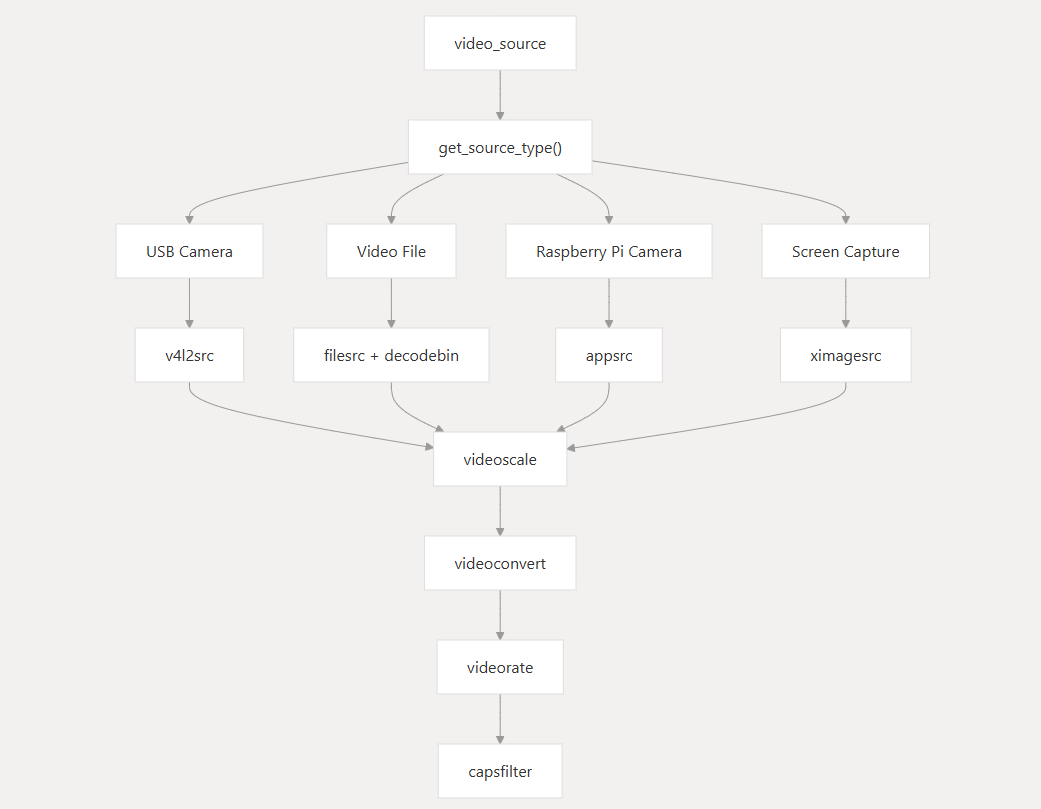 video_source
get_source_type()
USB Camera
Video File
Raspberry Pi Camera
Screen Capture
v4l2src
filesrc + decodebin
appsrc
ximagesrc
videoscale
videoconvert
videorate
capsfilter